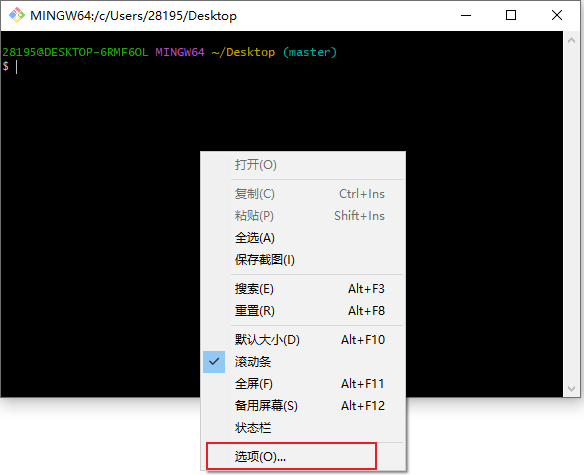 MINGW64:/c/Users/28195/Desktop
28195@DESKTOP-6RMF6OL MINGW64 ~/Desktop (master)
$
打开(O)
复制(C) Ctrl+Ins
粘贴(P) Shift+Ins
全选(A)
保存截图(I)
搜索(E) Alt+F3
重置(R) Alt+F8
默认大小(D) Alt+F10
滚动条
全屏(F) Alt+F11
备用屏幕(S) Alt+F12
状态栏
选项(O)...